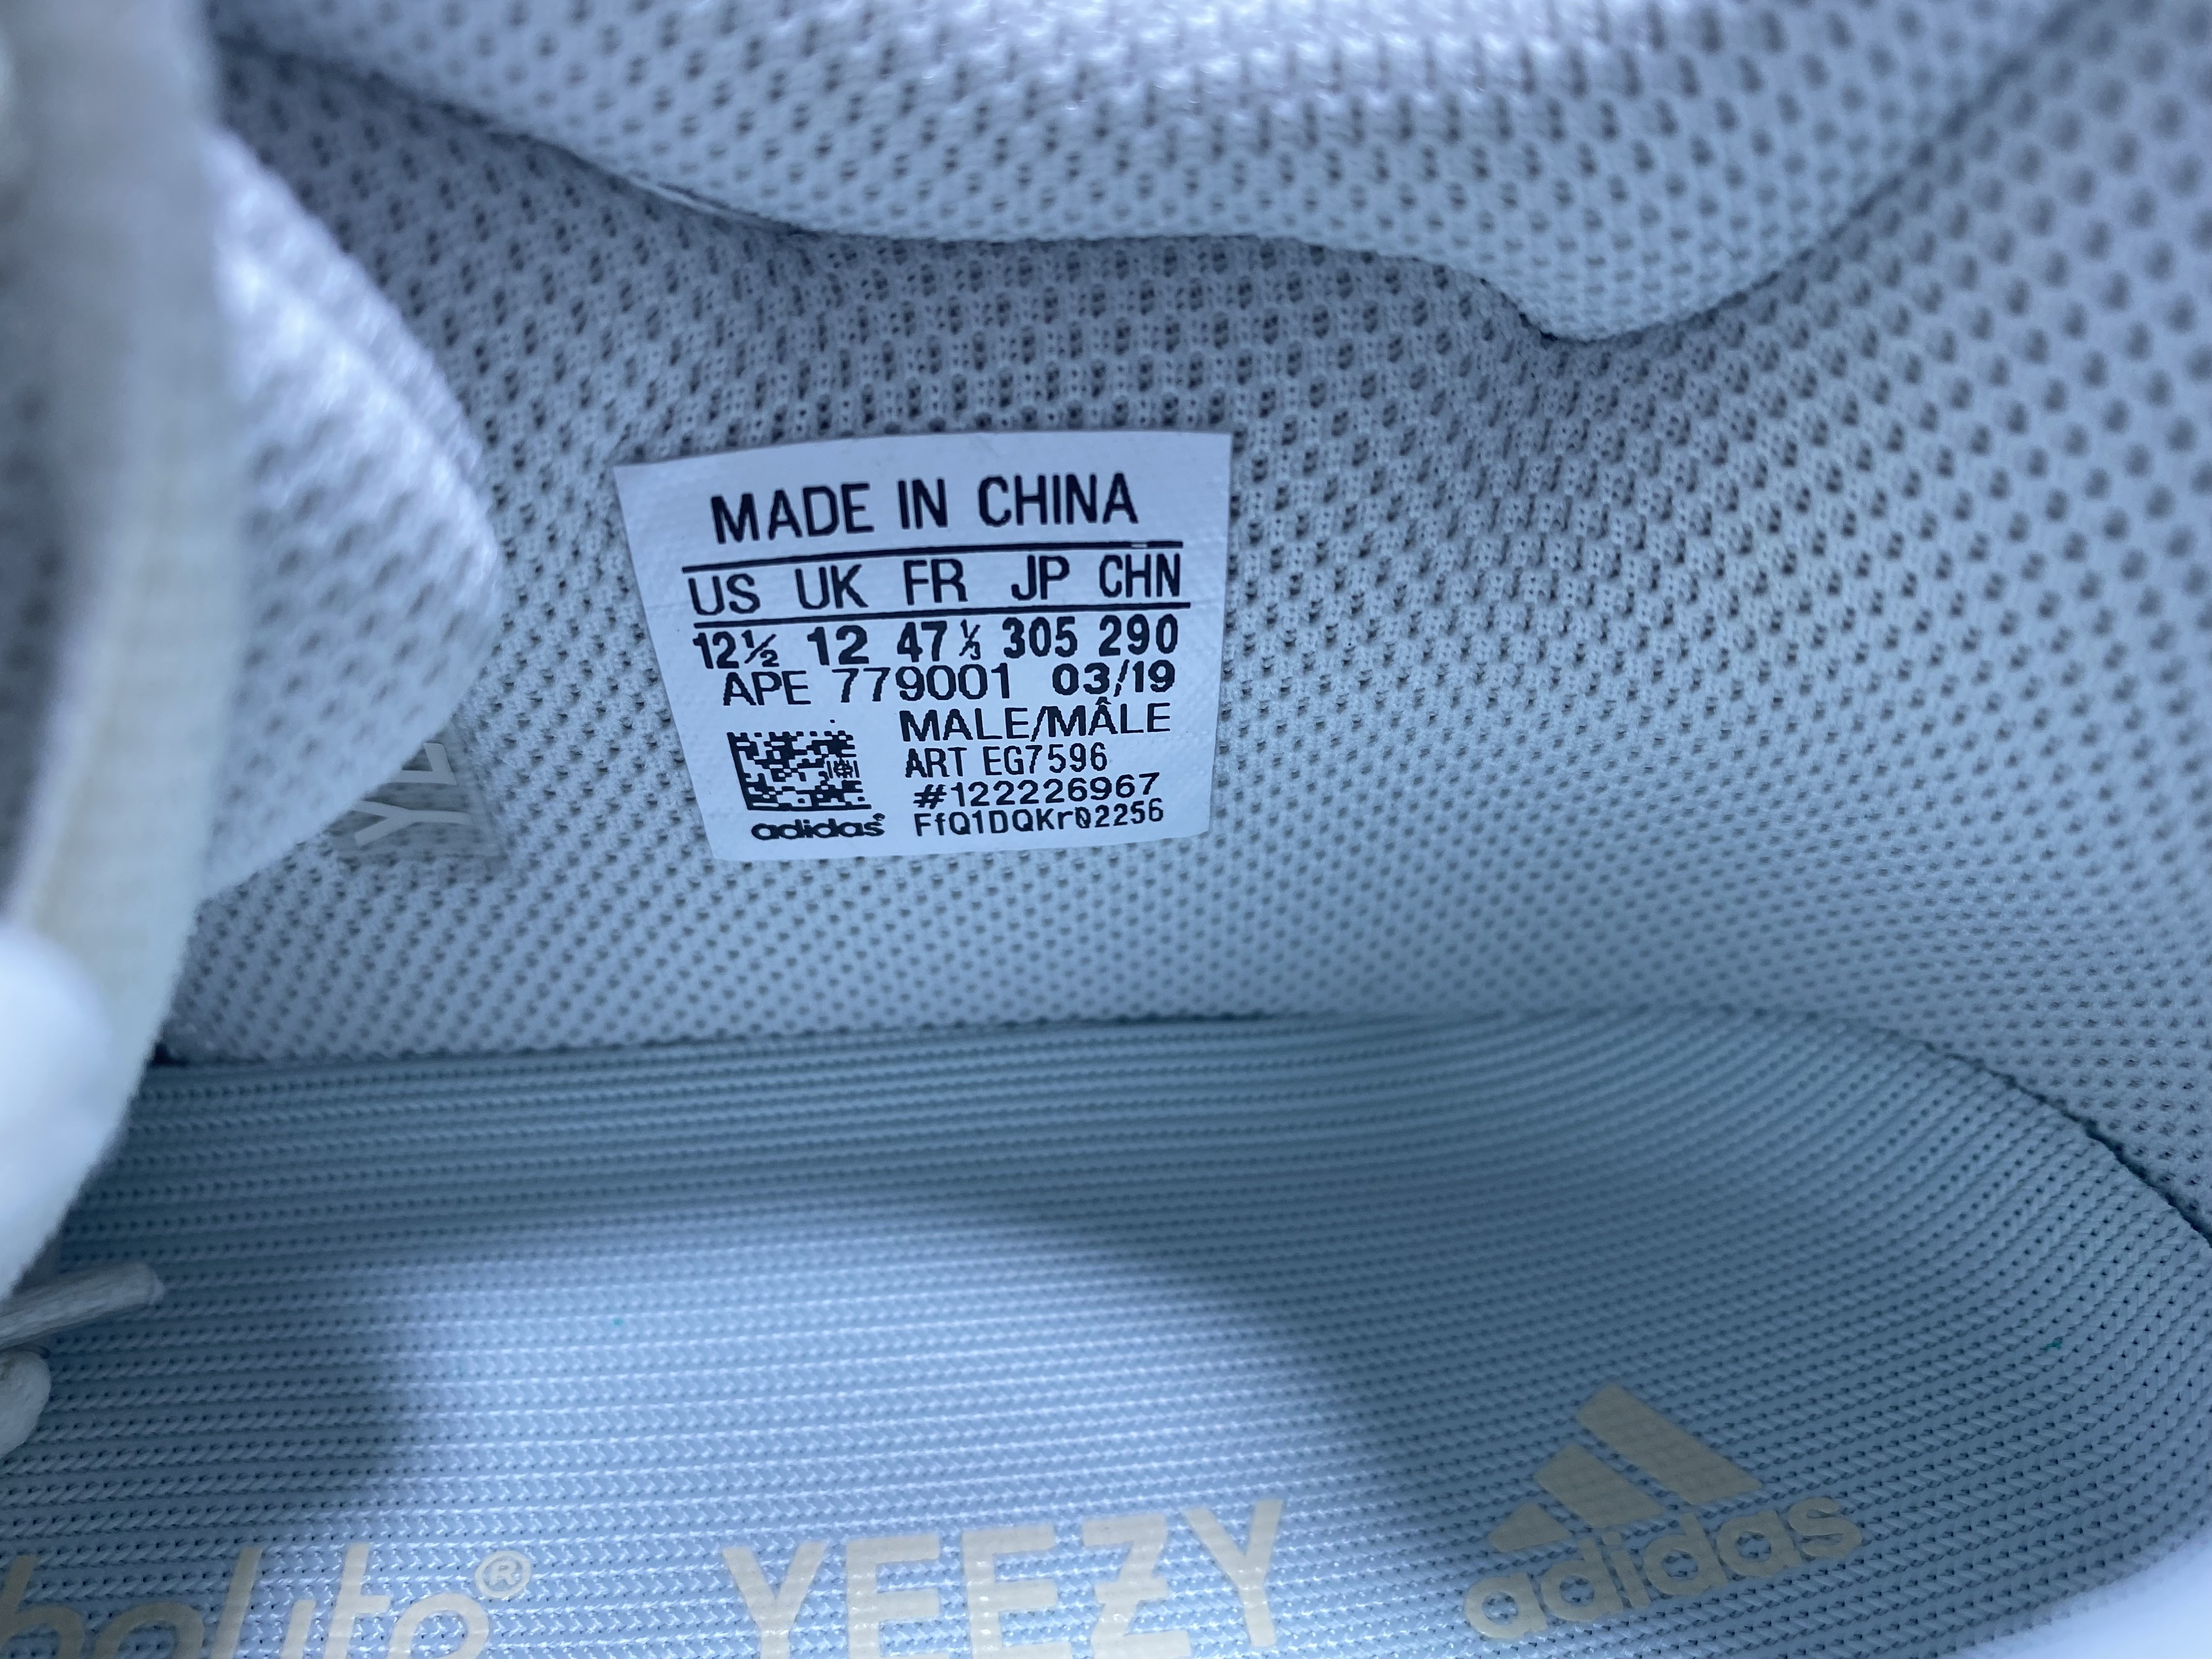 MADE IN CHINA
US UK FR JP CHN
12½ 12 47⅓ 305 290
APE 779001 03/19
MALE/MÂLE
ART EG7596
#122226967
FfQ1DQKr02256
adidas®
YEEZY
adidas